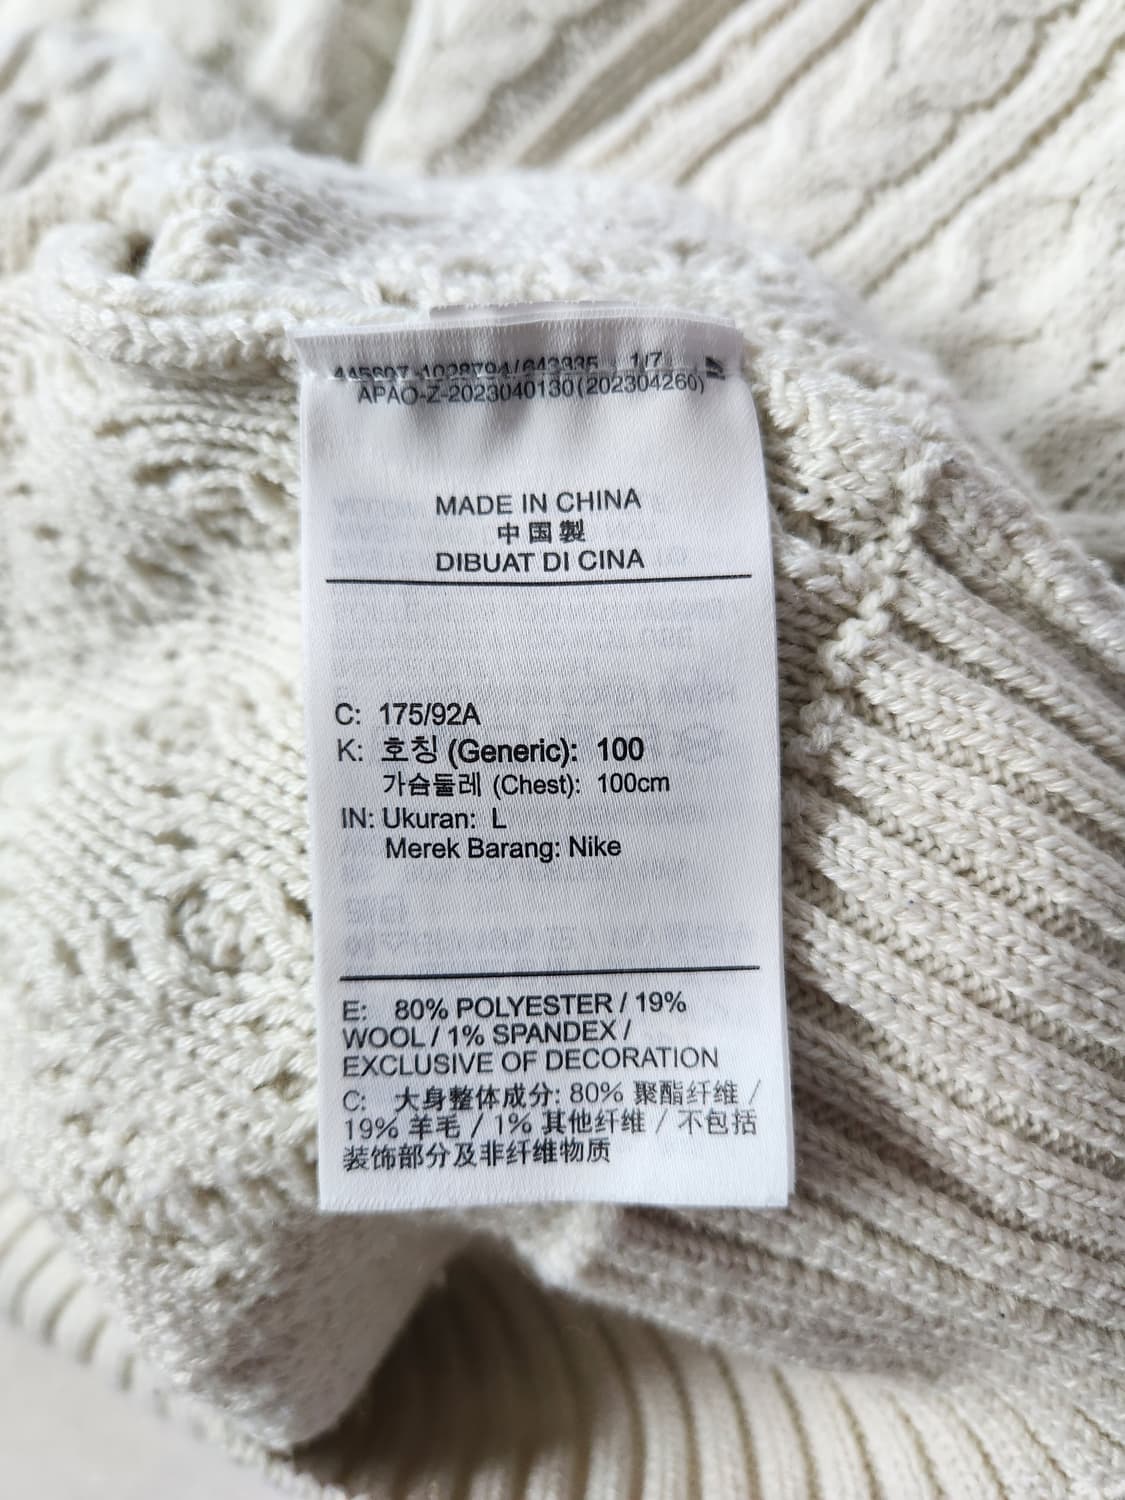 1/7
APAO-Z-2023040130(202304260)
MADE IN CHINA
中国製
DIBUAT DI CINA
C: 175/92A
K: 호칭 (Generic): 100
가슴둘레 (Chest): 100cm
IN: Ukuran: L
Merek Barang: Nike
E: 80% POLYESTER / 19%
WOOL / 1% SPANDEX /
EXCLUSIVE OF DECORATION
C: 大身整体成分: 80% 聚酯纤维 /
19% 羊毛 / 1% 其他纤维 / 不包括
装饰部分及非纤维物质